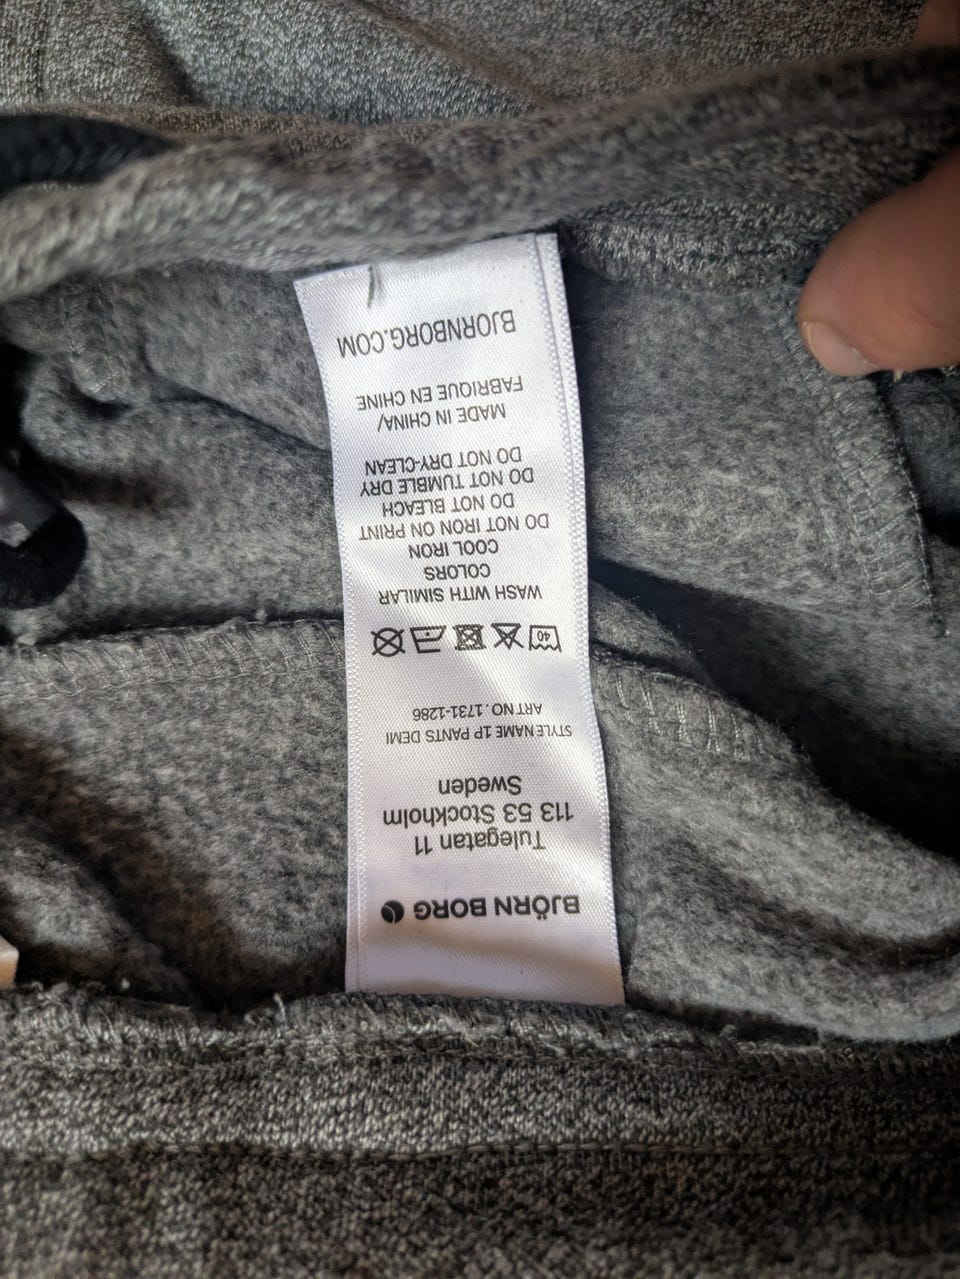 BJÖRN BORG
Tulegatan 11
113 53 Stockholm
Sweden
STYLE NAME 1P PANTS DEMI
ART NO. 1731-1286
40
WASH WITH SIMILAR
COLORS
COOL IRON
DO NOT IRON ON PRINT
DO NOT BLEACH
DO NOT TUMBLE DRY
DO NOT DRY-CLEAN
MADE IN CHINA/
FABRIQUE EN CHINE
BJORNBORG.COM